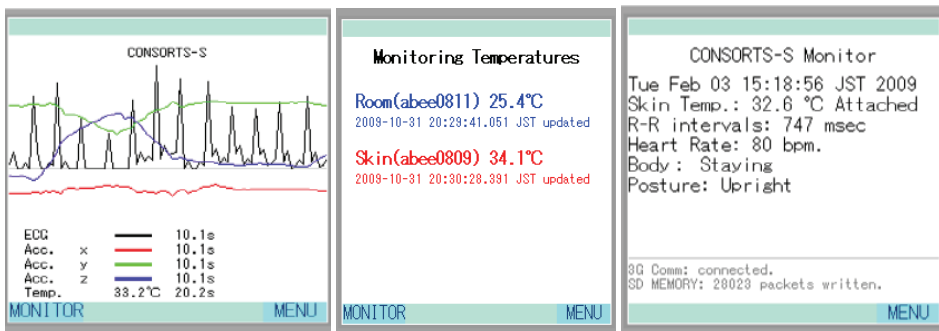 CONSORTS-S
ECG 10.1s
Acc. x 10.1s
Acc. y 10.1s
Acc. z 10.1s
Temp. 33.2℃ 20.2s
MONITOR MENU
Monitoring Temperatures
Room(abee0811) 25.4℃
2009-10-31 20:29:41.051 JST updated
Skin(abee0809) 34.1℃
2009-10-31 20:30:28.391 JST updated
MONITOR MENU
CONSORTS-S Monitor
Tue Feb 03 15:18:56 JST 2009
Skin Temp.: 32.6 ℃ Attached
R-R intervals: 747 msec
Heart Rate: 80 bpm.
Body : Staying
Posture: Upright
3G Comm: connected.
SD MEMORY: 28023 packets written.
MENU